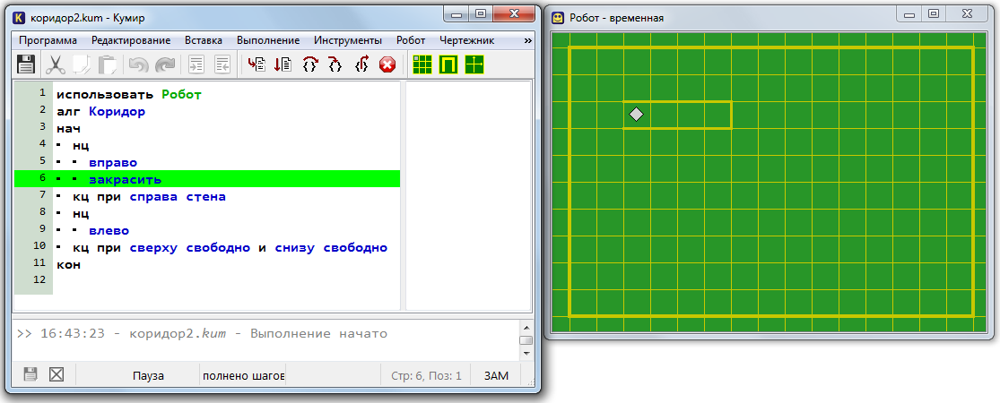 коридор2.kum - Кумир
Программа Редактирование Вставка Выполнение Инструменты Робот Чертежник »
1 использовать Робот
2 алг Коридор
3 нач
4 нц
5 вправо
6 закрасить
7 кц при справа стена
8 нц
9 влево
10 кц при сверху свободно и снизу свободно
11 кон
12
>> 16:43:23 - коридор2.kum - Выполнение начато
Пауза полнено шагов Стр: 6, Поз: 1 ЗАМ
Робот - временная